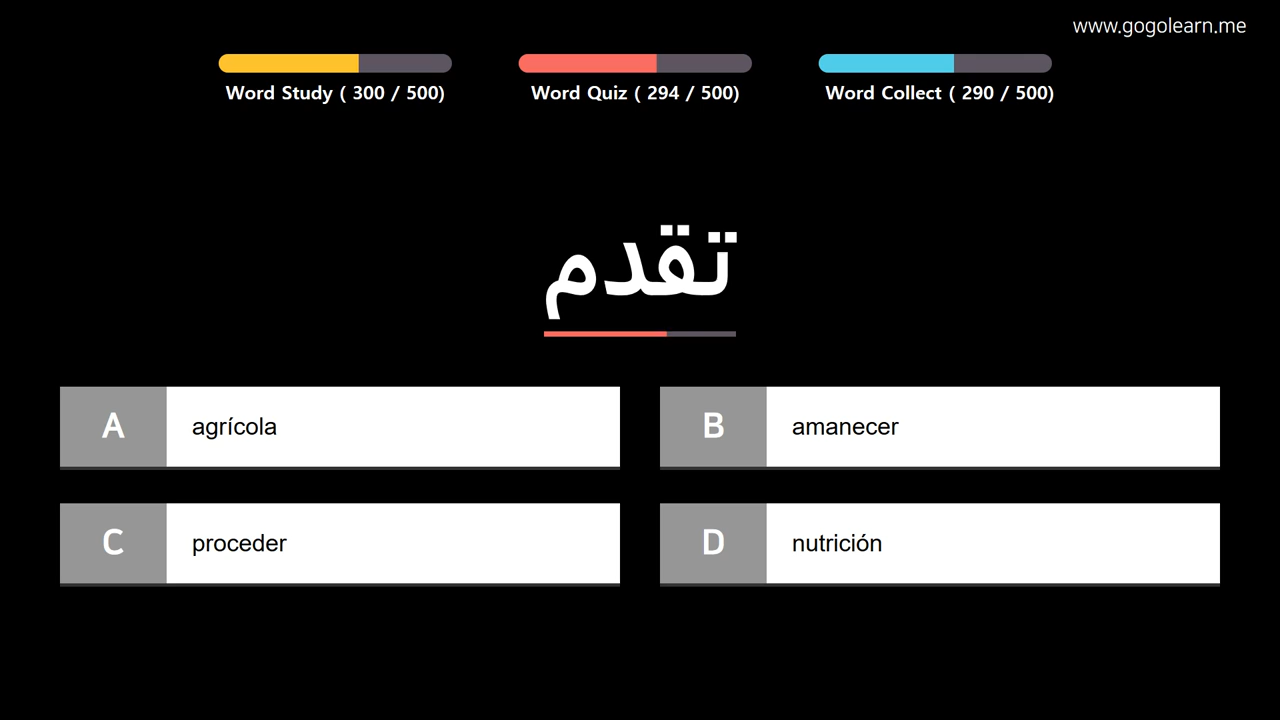 www.gogolearn.me
Word Study ( 300 / 500)
Word Quiz ( 294 / 500)
Word Collect ( 290 / 500)
تقدم
A agrícola
B amanecer
C proceder
D nutrición